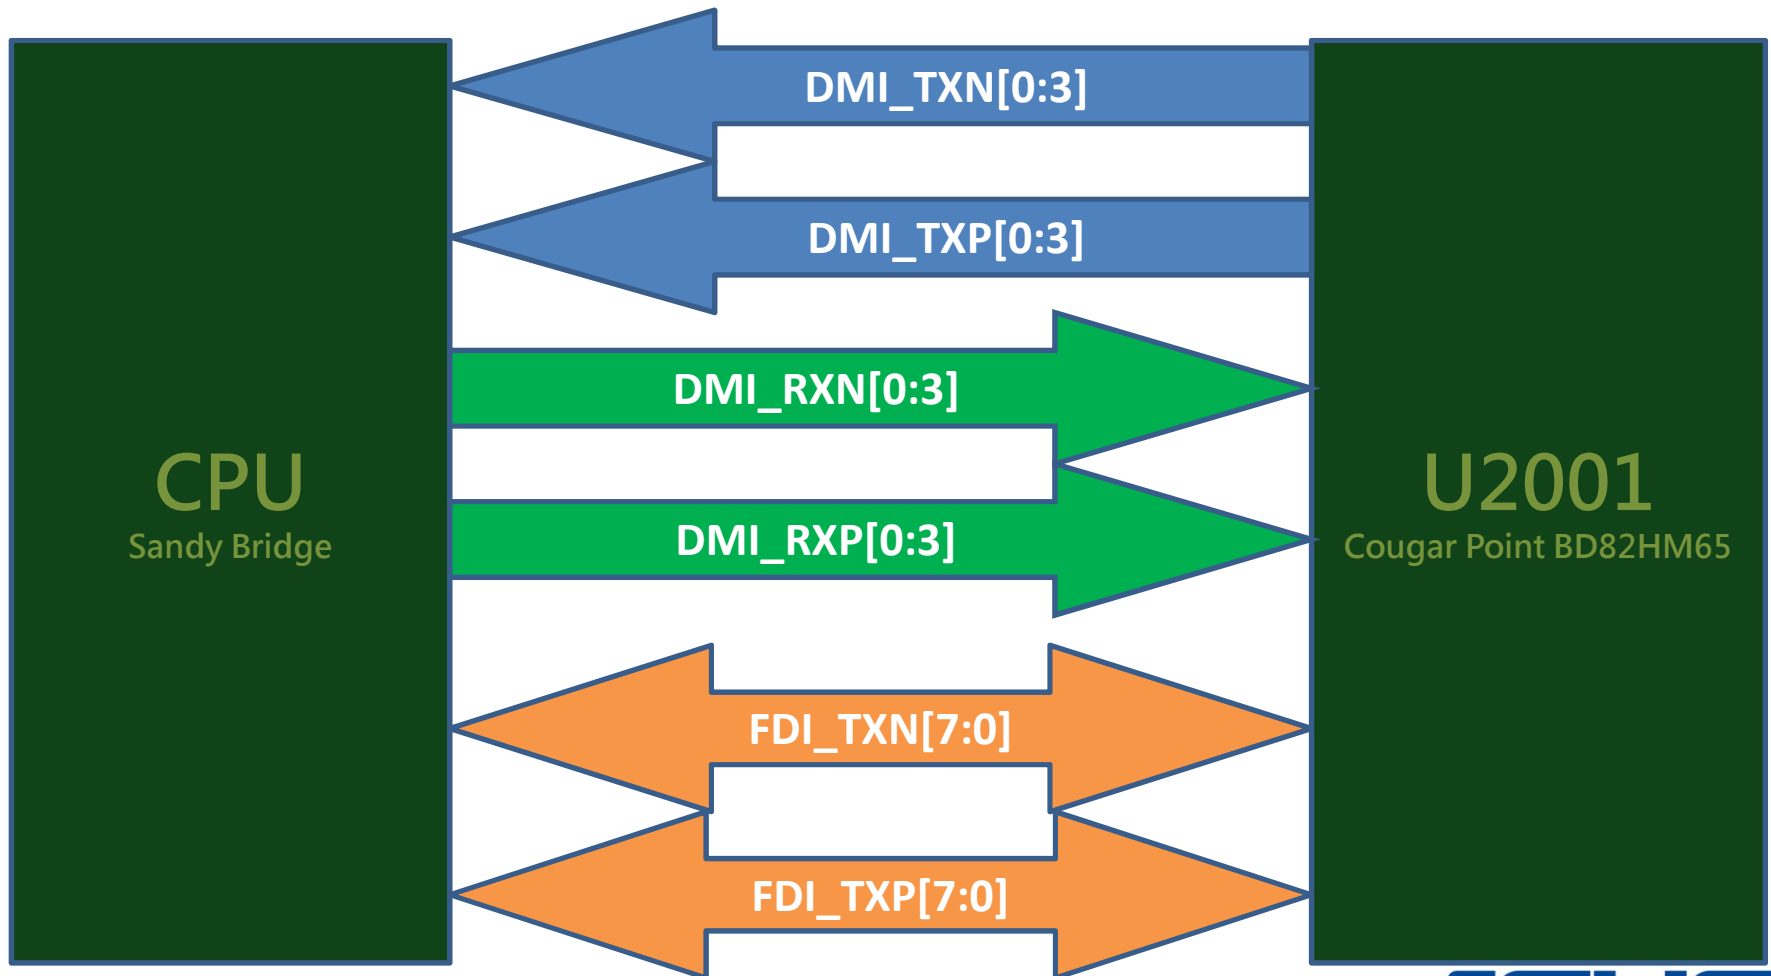 DMI_TXN[0:3]
DMI_TXP[0:3]
DMI_RXN[0:3]
CPU
Sandy Bridge
U2001
Cougar Point BD82HM65
DMI_RXP[0:3]
FDI_TXN[7:0]
FDI_TXP[7:0]